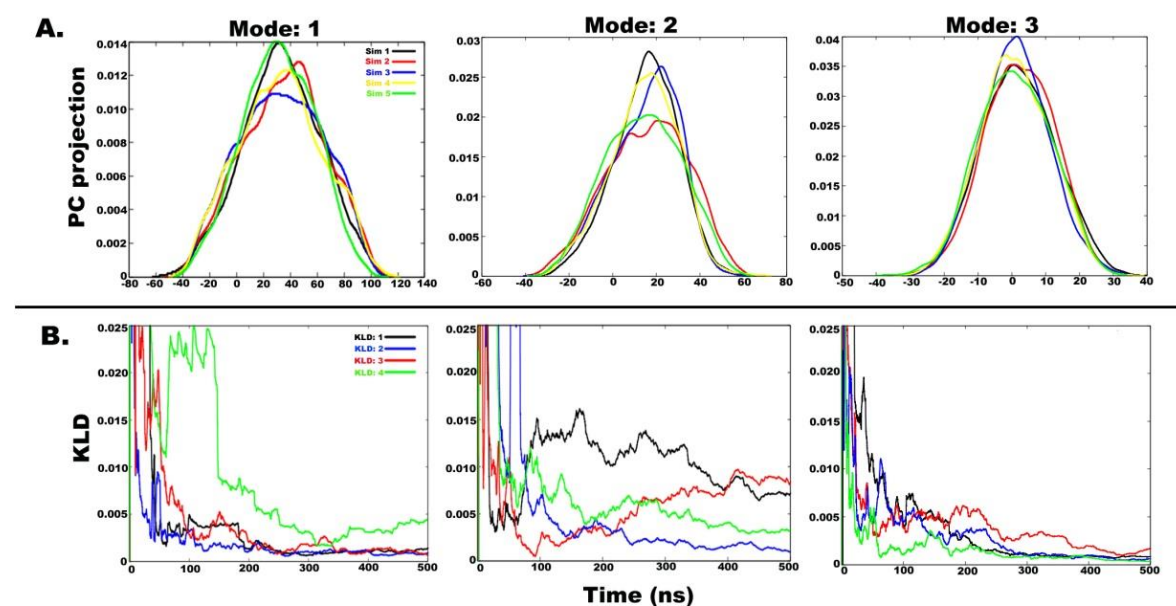 A.
Mode: 1
Mode: 2
Mode: 3
PC projection
0.014
0.012
0.010
0.008
0.006
0.004
0.002
0
-80 -60 -40 -20 0 20 40 60 80 100 120 140
Sim 1
Sim 2
Sim 3
Sim 4
Sim 5
0.03
0.025
0.02
0.015
0.01
0.005
0
-60 -40 -20 0 20 40 60 80
0.04
0.035
0.03
0.025
0.02
0.015
0.01
0.005
0
-50 -40 -30 -20 -10 0 10 20 30 40
B.
KLD
0.025
0.020
0.015
0.010
0.005
0
0 100 200 300 400 500
KLD: 1
KLD: 2
KLD: 3
KLD: 4
0.025
0.020
0.015
0.010
0.005
0
0 100 200 300 400 500
0.025
0.020
0.015
0.010
0.005
0
0 100 200 300 400 500
Time (ns)